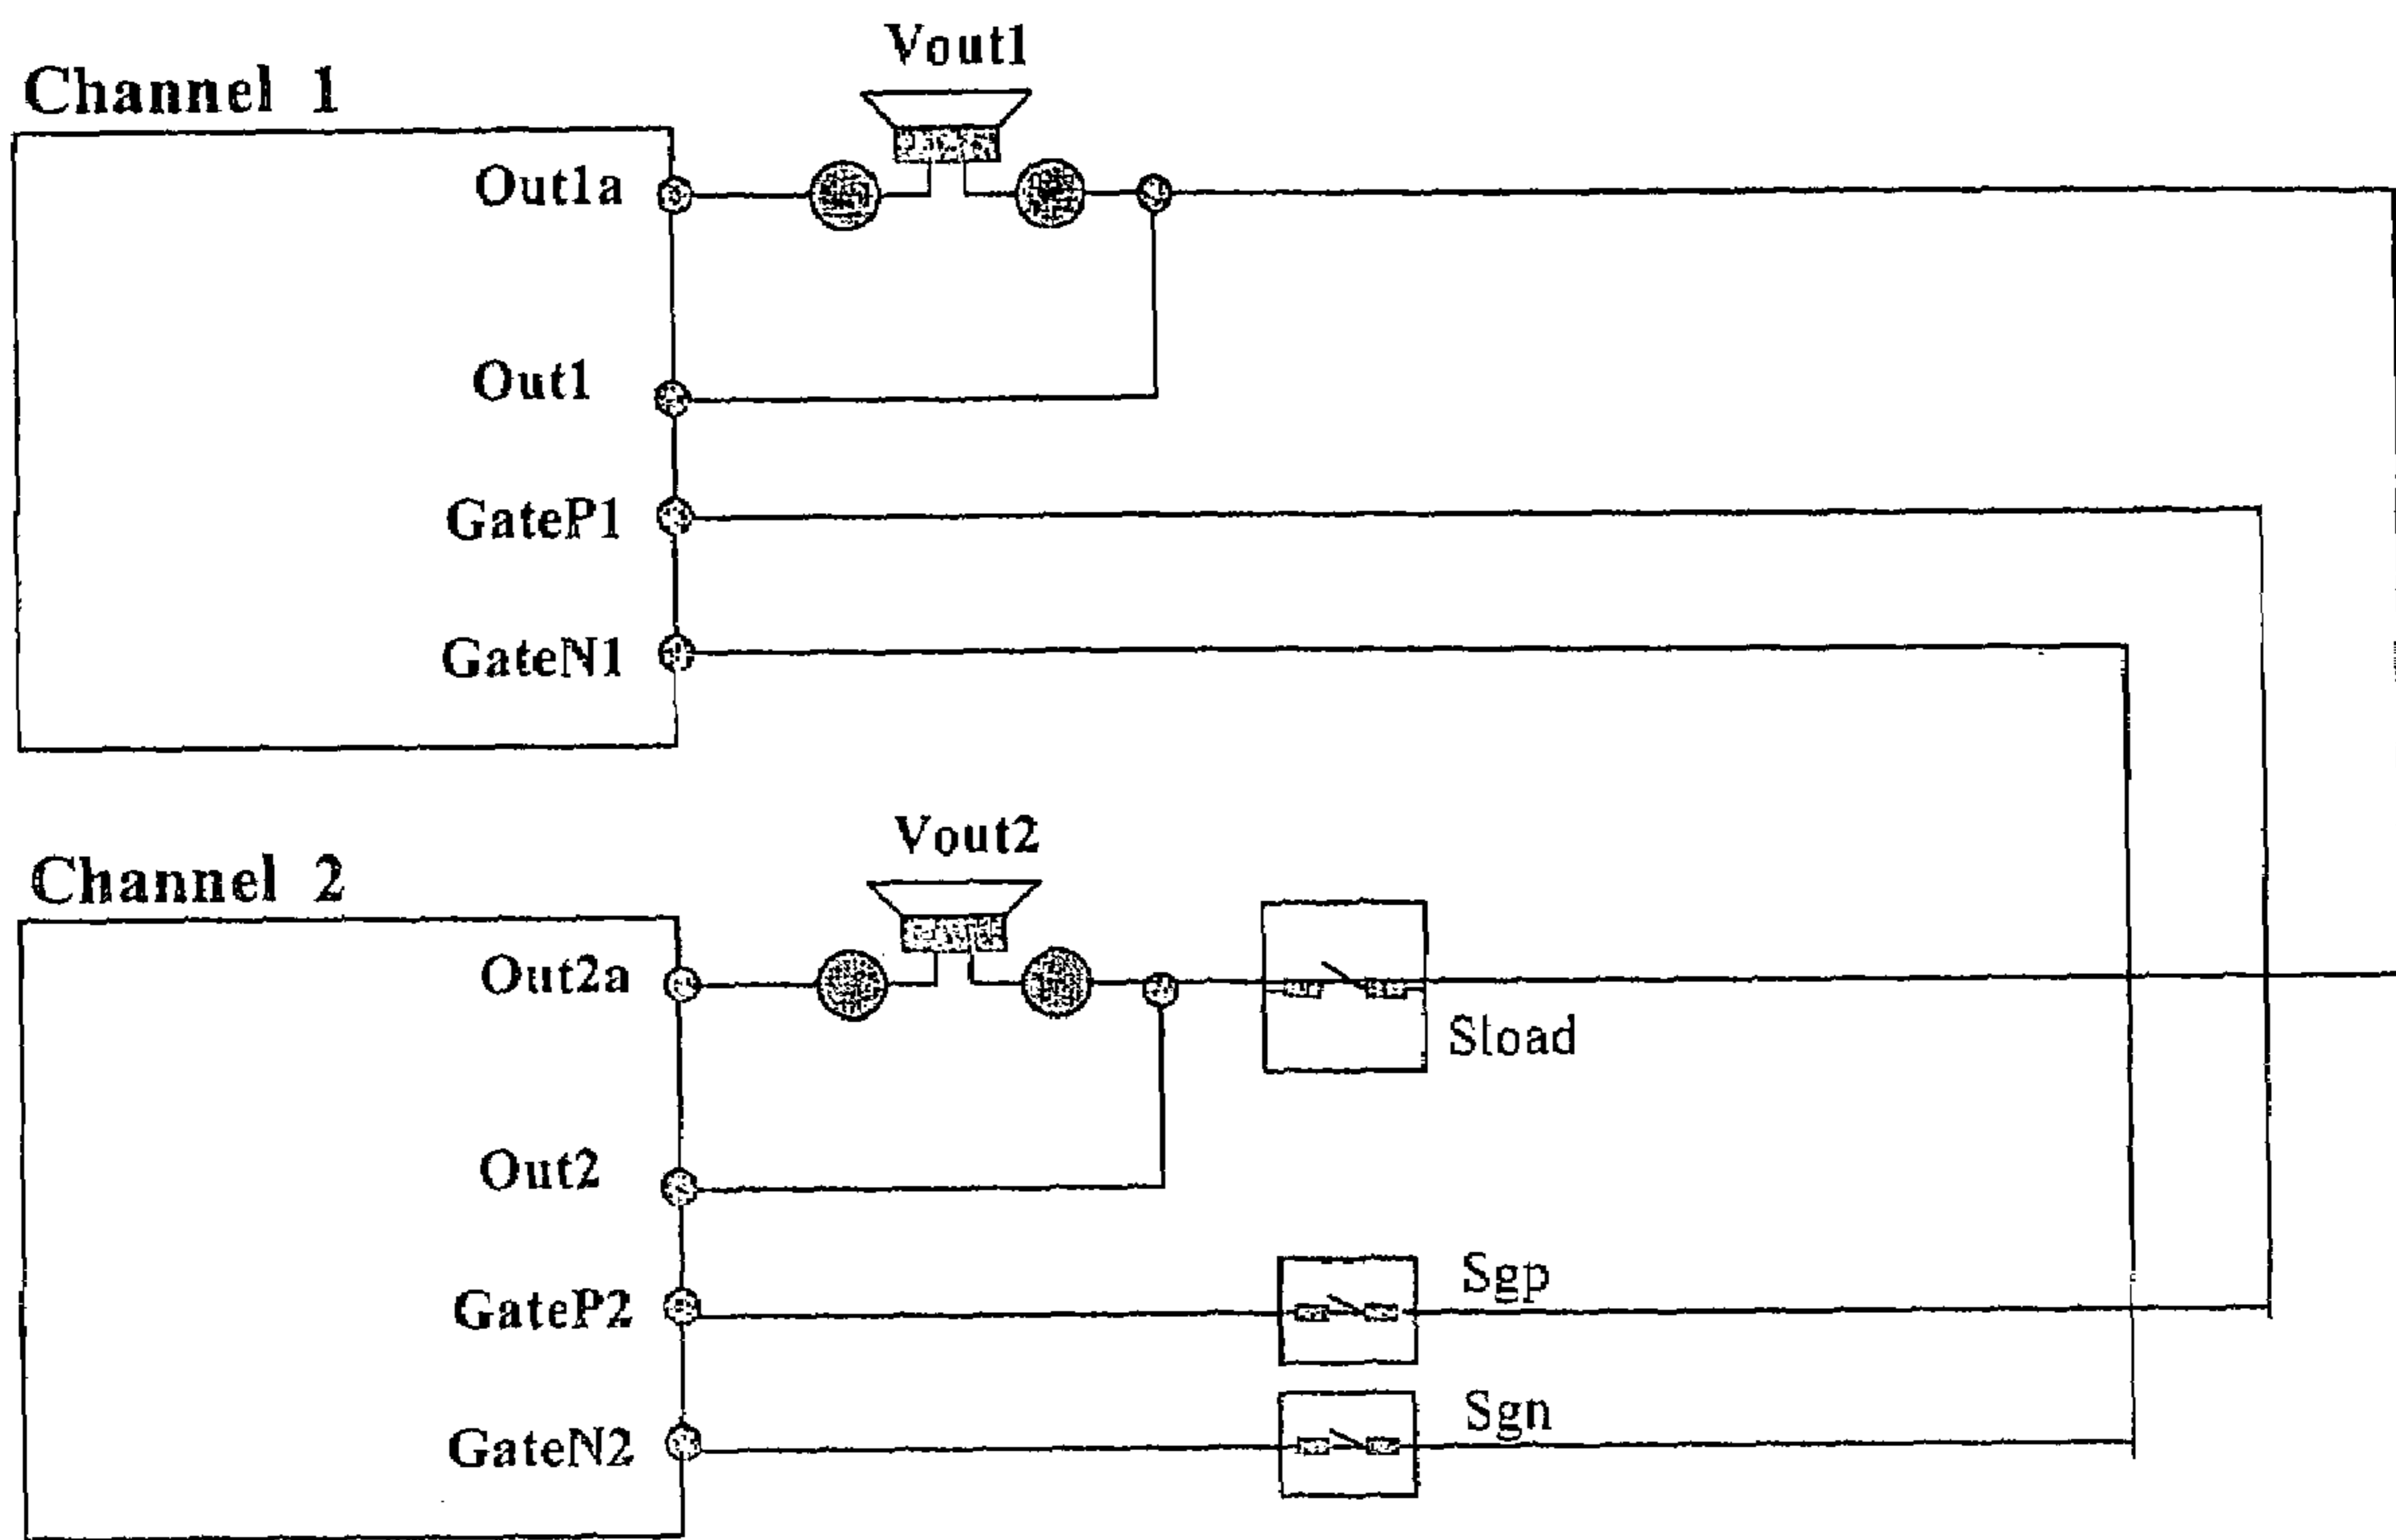 Vout1
Channel 1
Out1a
Out1
GateP1
GateN1
Vout2
Channel 2
Out2a
Sload
Out2
Sgp
GateP2
Sgn
GateN2